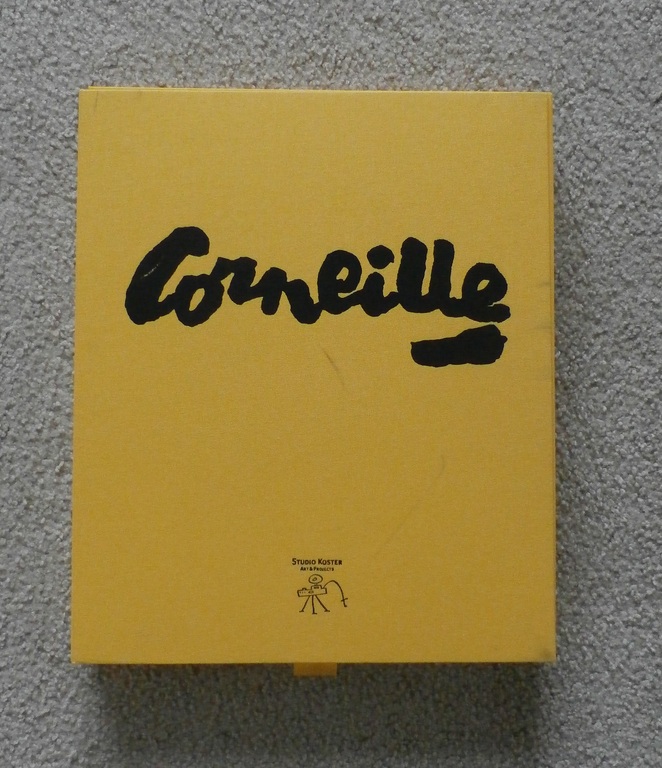 Corneille
STUDIO KOSTER
ART & PROJECTS